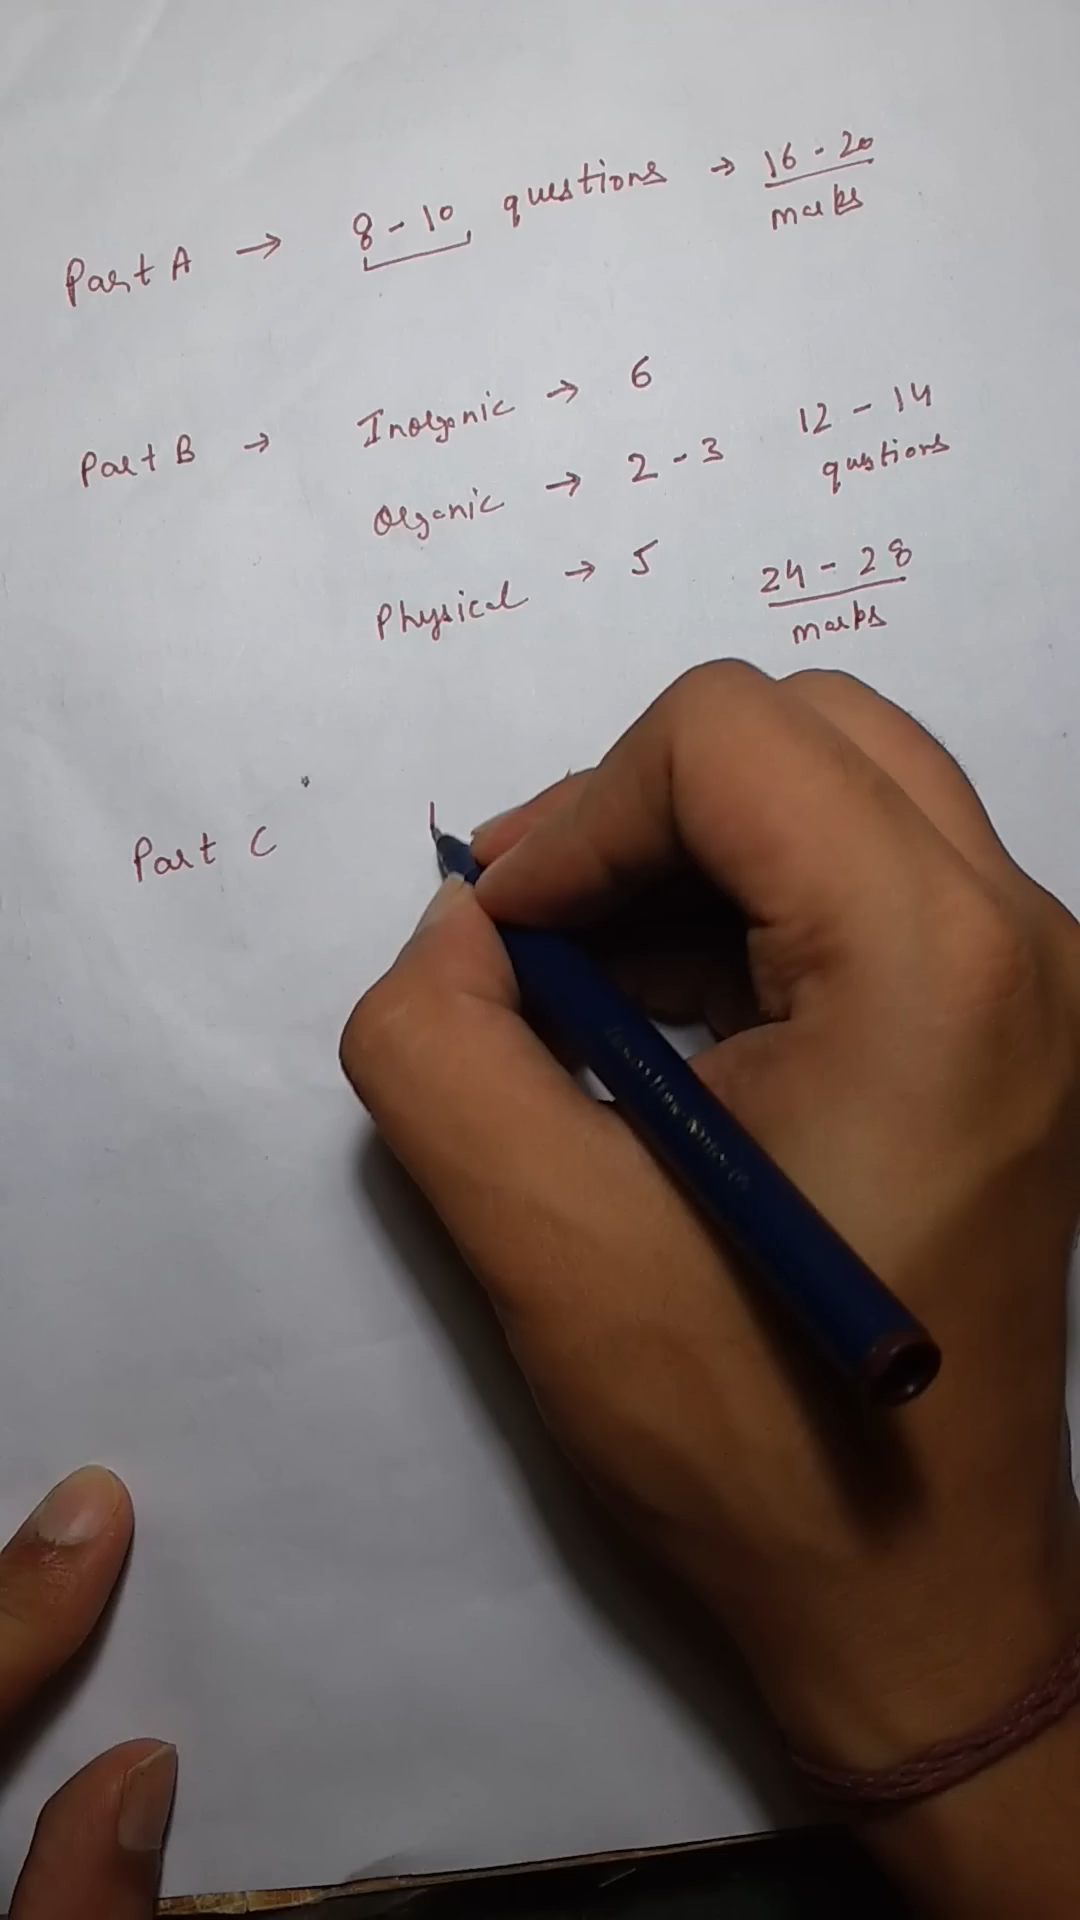 Part A → 8 - 10 questions → 16 - 20
marks
Part B → Inorganic → 6
Organic → 2 - 3
Physical → 5
12 - 14
qustions
24 - 28
marks
Part C